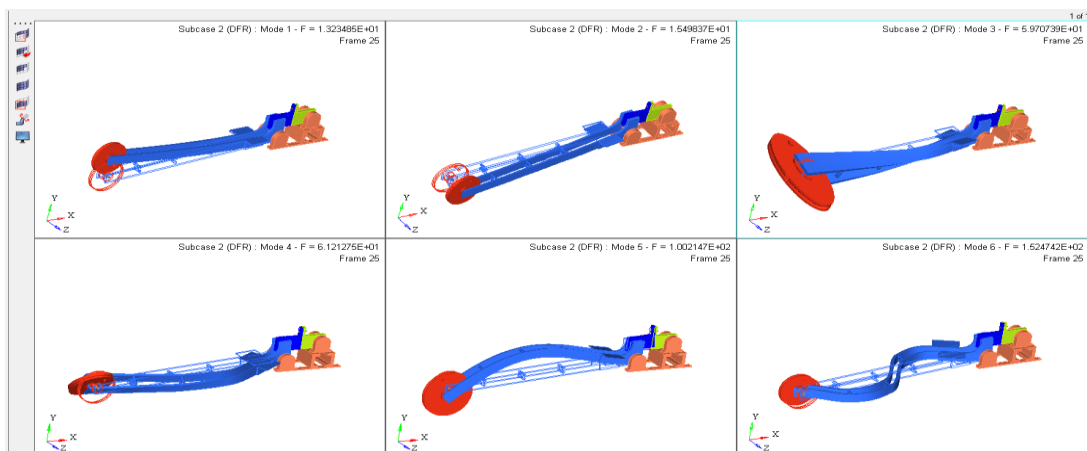 1 of 1
Subcase 2 (DFR) : Mode 1 - F = 1.323485E+01
Frame 25
Y
X
Z
Subcase 2 (DFR) : Mode 2 - F = 1.549837E+01
Frame 25
Y
X
Z
Subcase 2 (DFR) : Mode 3 - F = 5.970739E+01
Frame 25
Y
X
Z
Subcase 2 (DFR) : Mode 4 - F = 6.121275E+01
Frame 25
Y
X
Z
Subcase 2 (DFR) : Mode 5 - F = 1.002147E+02
Frame 25
Y
X
Z
Subcase 2 (DFR) : Mode 6 - F = 1.524742E+02
Frame 25
Y
X
Z